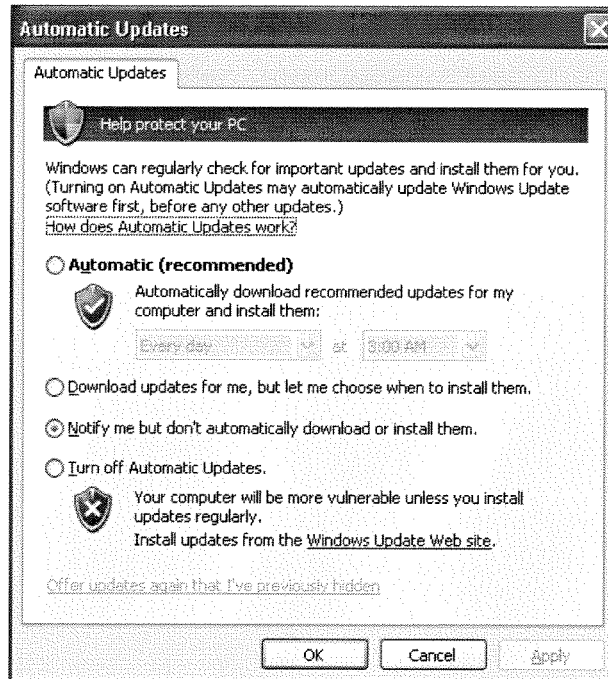 Automatic Updates
Automatic Updates
Help protect your PC
Windows can regularly check for important updates and install them for you.
(Turning on Automatic Updates may automatically update Windows Update
software first, before any other updates.)
How does Automatic Updates work?
Automatic (recommended)
Automatically download recommended updates for my
computer and install them:
Every day at 3:00 AM
Download updates for me, but let me choose when to install them.
Notify me but don't automatically download or install them.
Turn off Automatic Updates.
Your computer will be more vulnerable unless you install
updates regularly.
Install updates from the Windows Update Web site.
Offer updates again that I've previously hidden
OK Cancel Apply